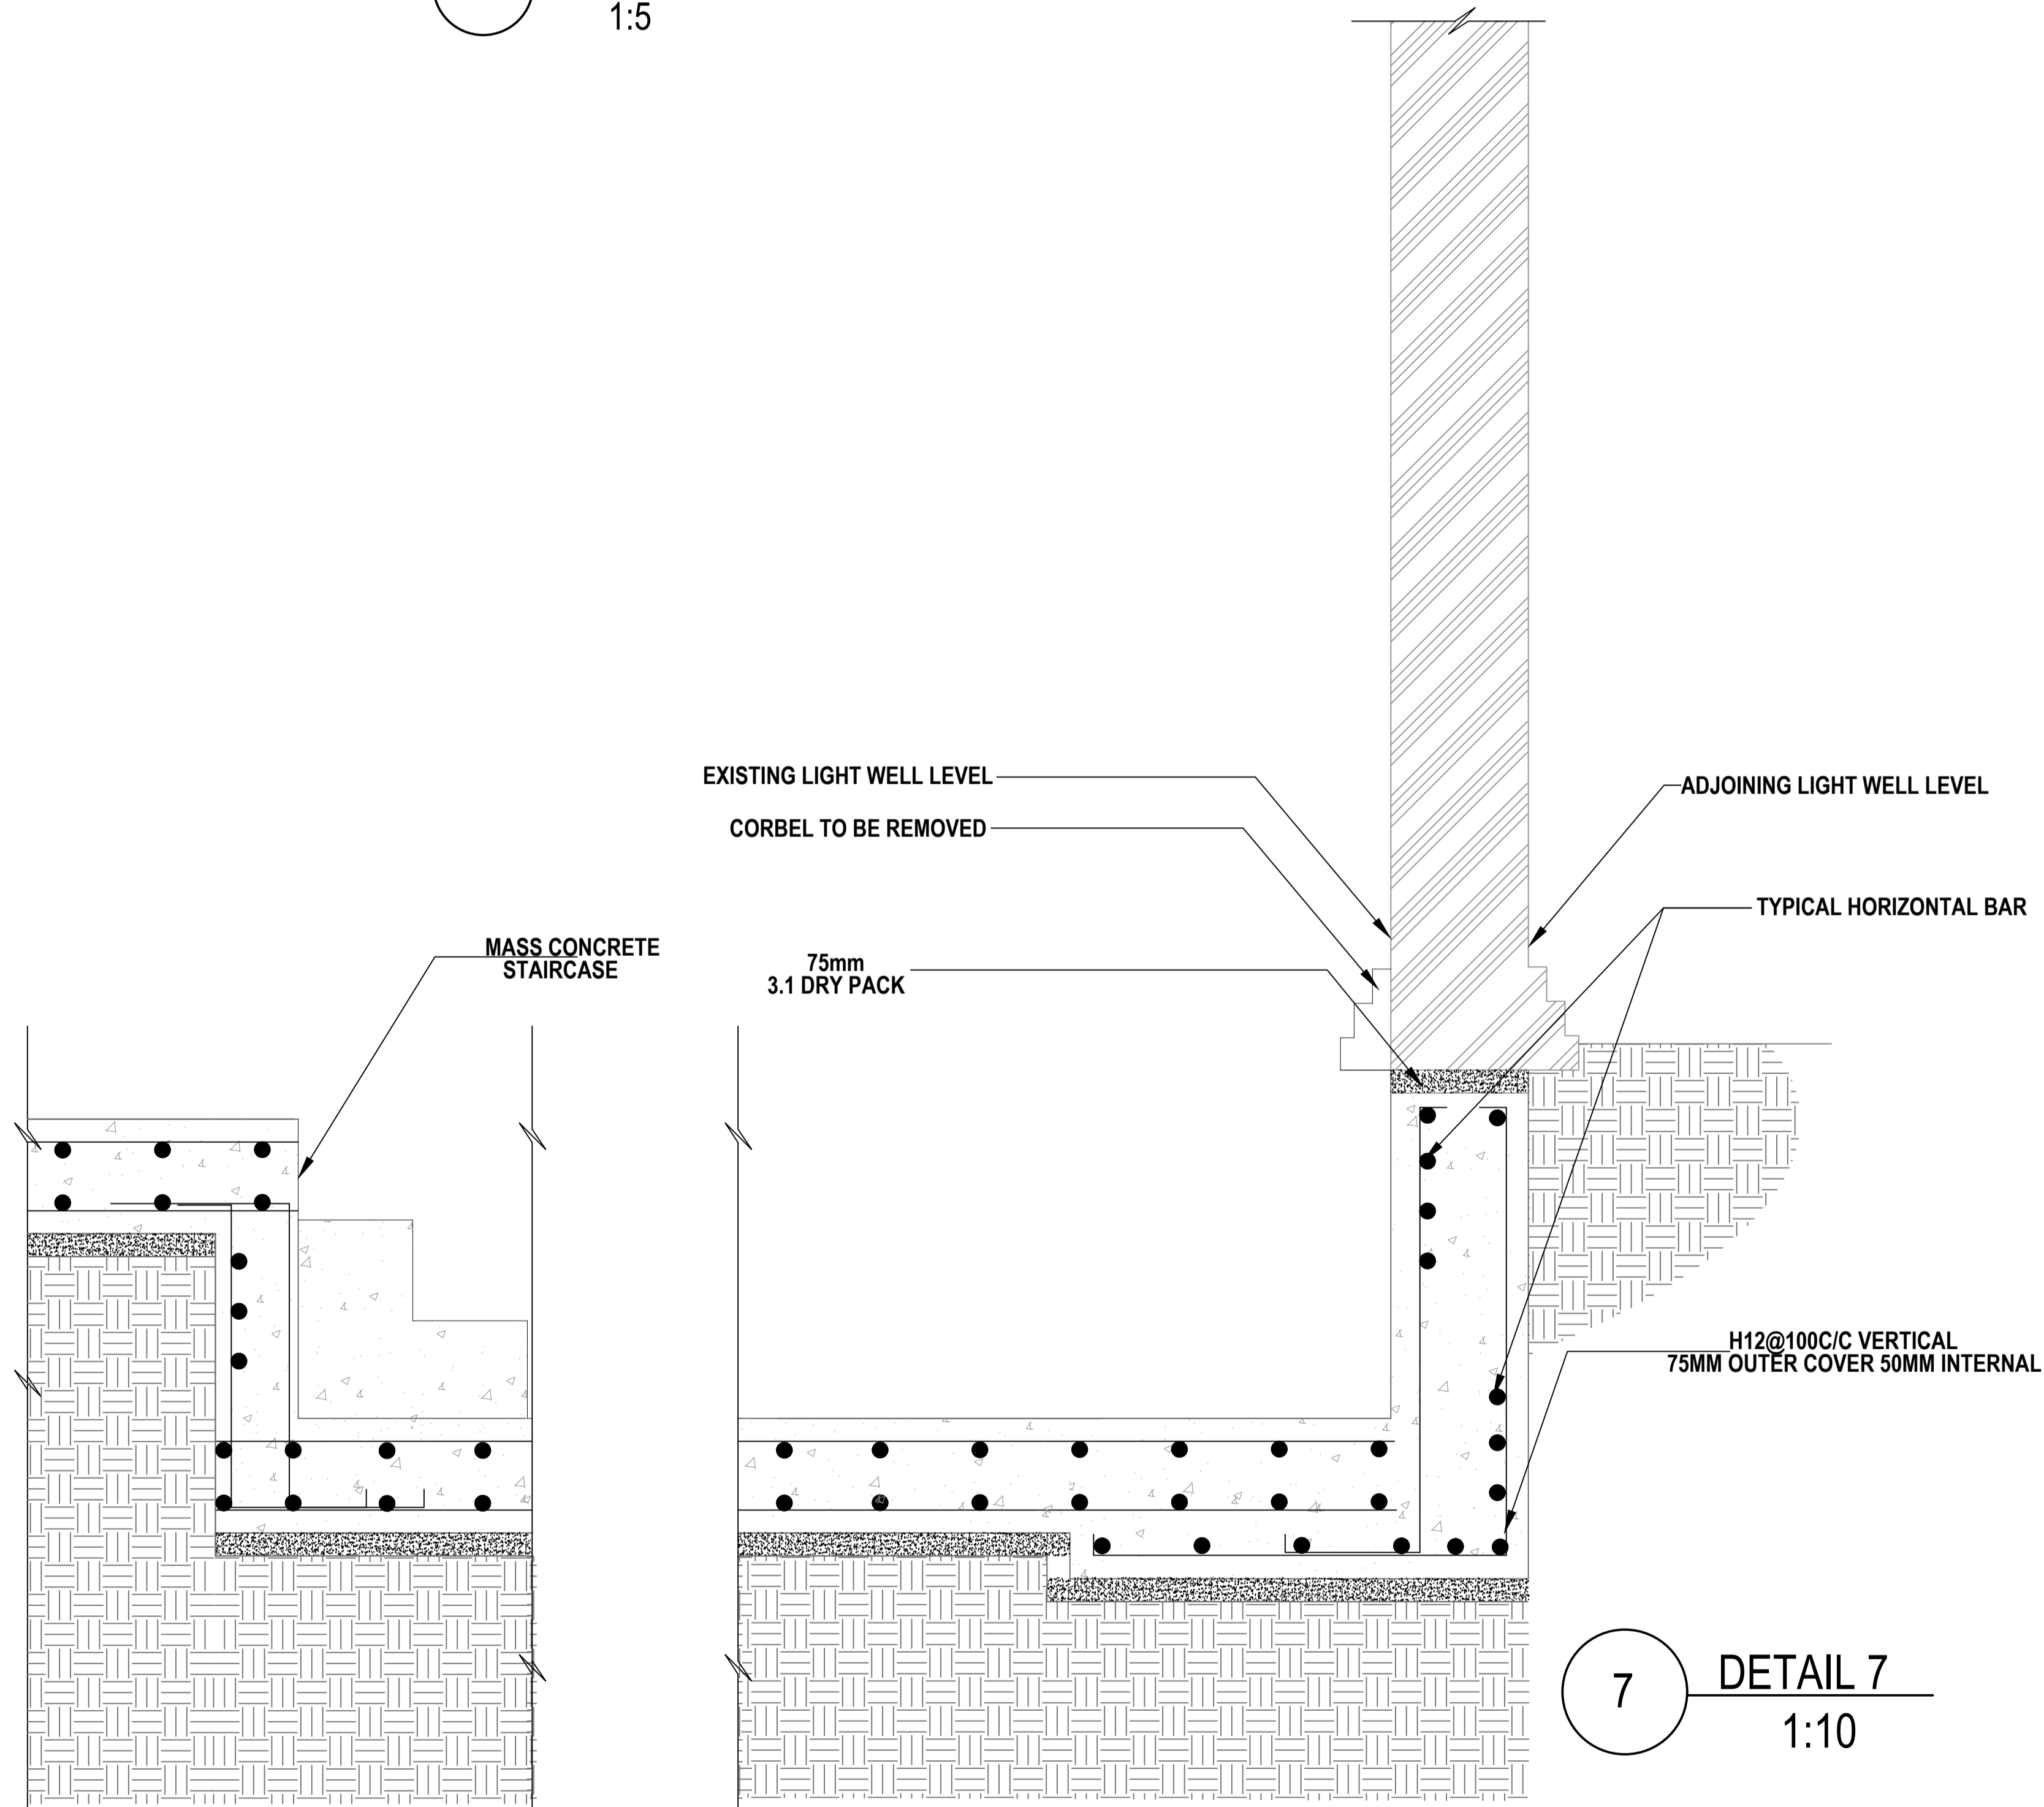 1:5
EXISTING LIGHT WELL LEVEL
ADJOINING LIGHT WELL LEVEL
CORBEL TO BE REMOVED
TYPICAL HORIZONTAL BAR
MASS CONCRETE
STAIRCASE
75mm
3.1 DRY PACK
H12@100C/C VERTICAL
75MM OUTER COVER 50MM INTERNAL
7
DETAIL 7
1:10